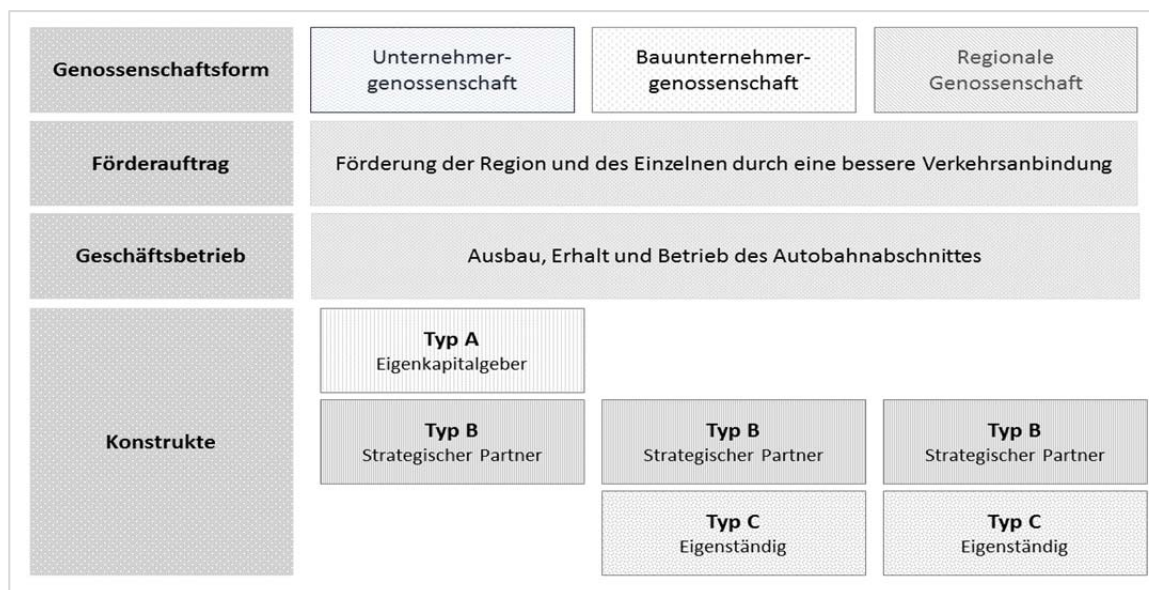 Genossenschaftsform
Unternehmer-
genossenschaft
Bauunternehmer-
genossenschaft
Regionale
Genossenschaft
Förderauftrag
Förderung der Region und des Einzelnen durch eine bessere Verkehrsanbindung
Geschäftsbetrieb
Ausbau, Erhalt und Betrieb des Autobahnabschnittes
Konstrukte
Typ A
Eigenkapitalgeber
Typ B
Strategischer Partner
Typ B
Strategischer Partner
Typ B
Strategischer Partner
Typ C
Eigenständig
Typ C
Eigenständig